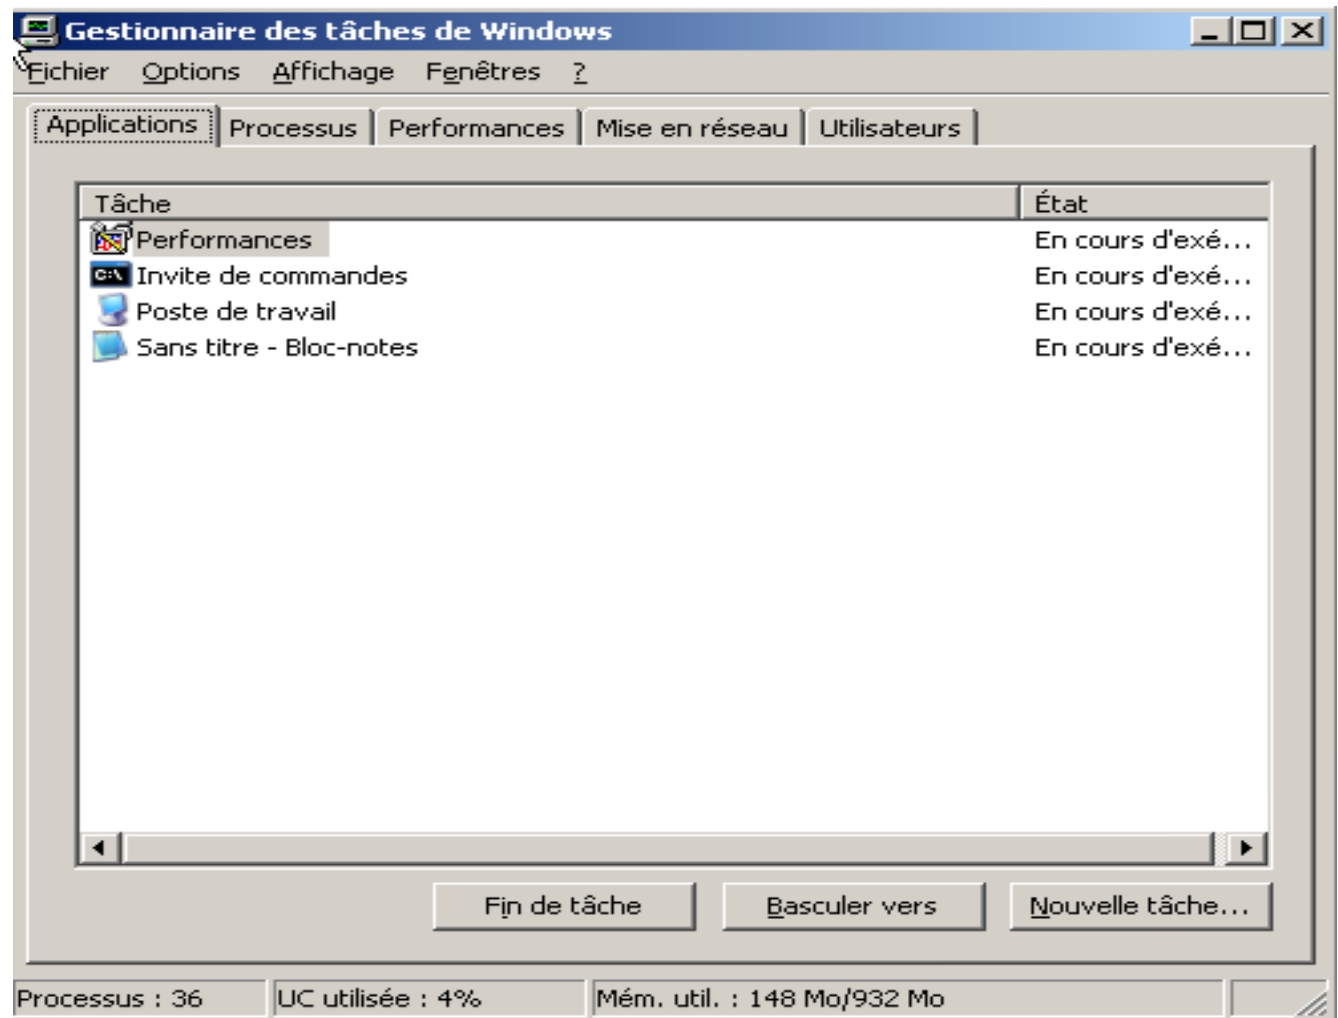 Gestionnaire des tâches de Windows
Fichier Options Affichage Fenêtres ?
Applications Processus Performances Mise en réseau Utilisateurs
Tâche État
Performances En cours d'exé...
C:\ Invite de commandes En cours d'exé...
Poste de travail En cours d'exé...
Sans titre - Bloc-notes En cours d'exé...
Fin de tâche Basculer vers Nouvelle tâche...
Processus : 36 UC utilisée : 4% Mém. util. : 148 Mo/932 Mo